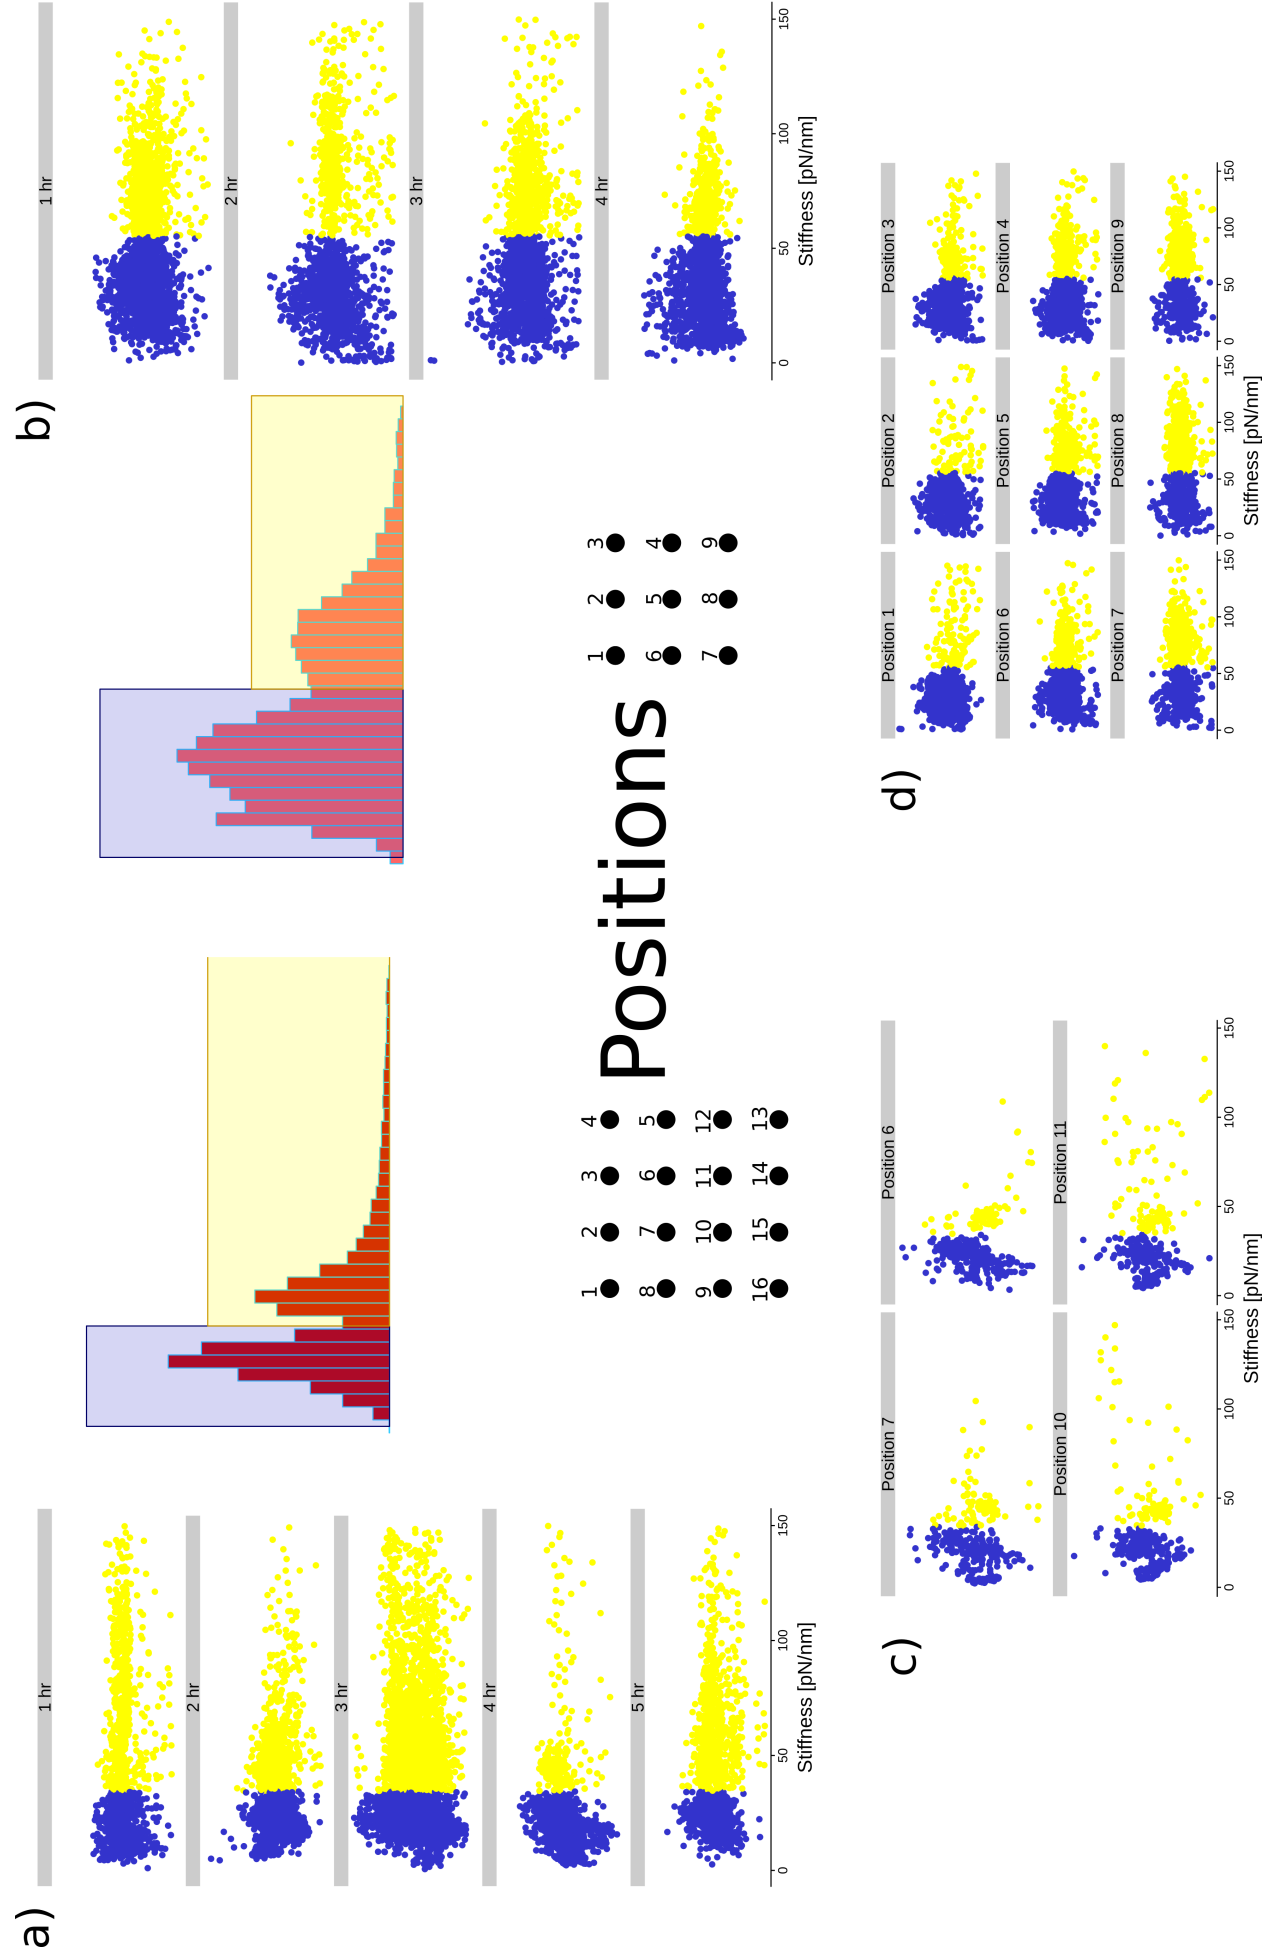 a)
1 hr
2 hr
3 hr
4 hr
5 hr
0 50 100 150
Stiffness [pN/nm]
b)
1 hr
2 hr
3 hr
4 hr
0 50 100 150
Stiffness [pN/nm]
Positions
1 2 3 4
8 7 6 5
9 10 11 12
16 15 14 13
1 2 3
6 5 4
7 8 9
c)
Position 7 Position 6
Position 10 Position 11
0 50 100 150 0 50 100 150
Stiffness [pN/nm]
d)
Position 1 Position 2 Position 3
Position 6 Position 5 Position 4
Position 7 Position 8 Position 9
0 50 100 150 0 50 100 150 0 50 100 150
Stiffness [pN/nm]